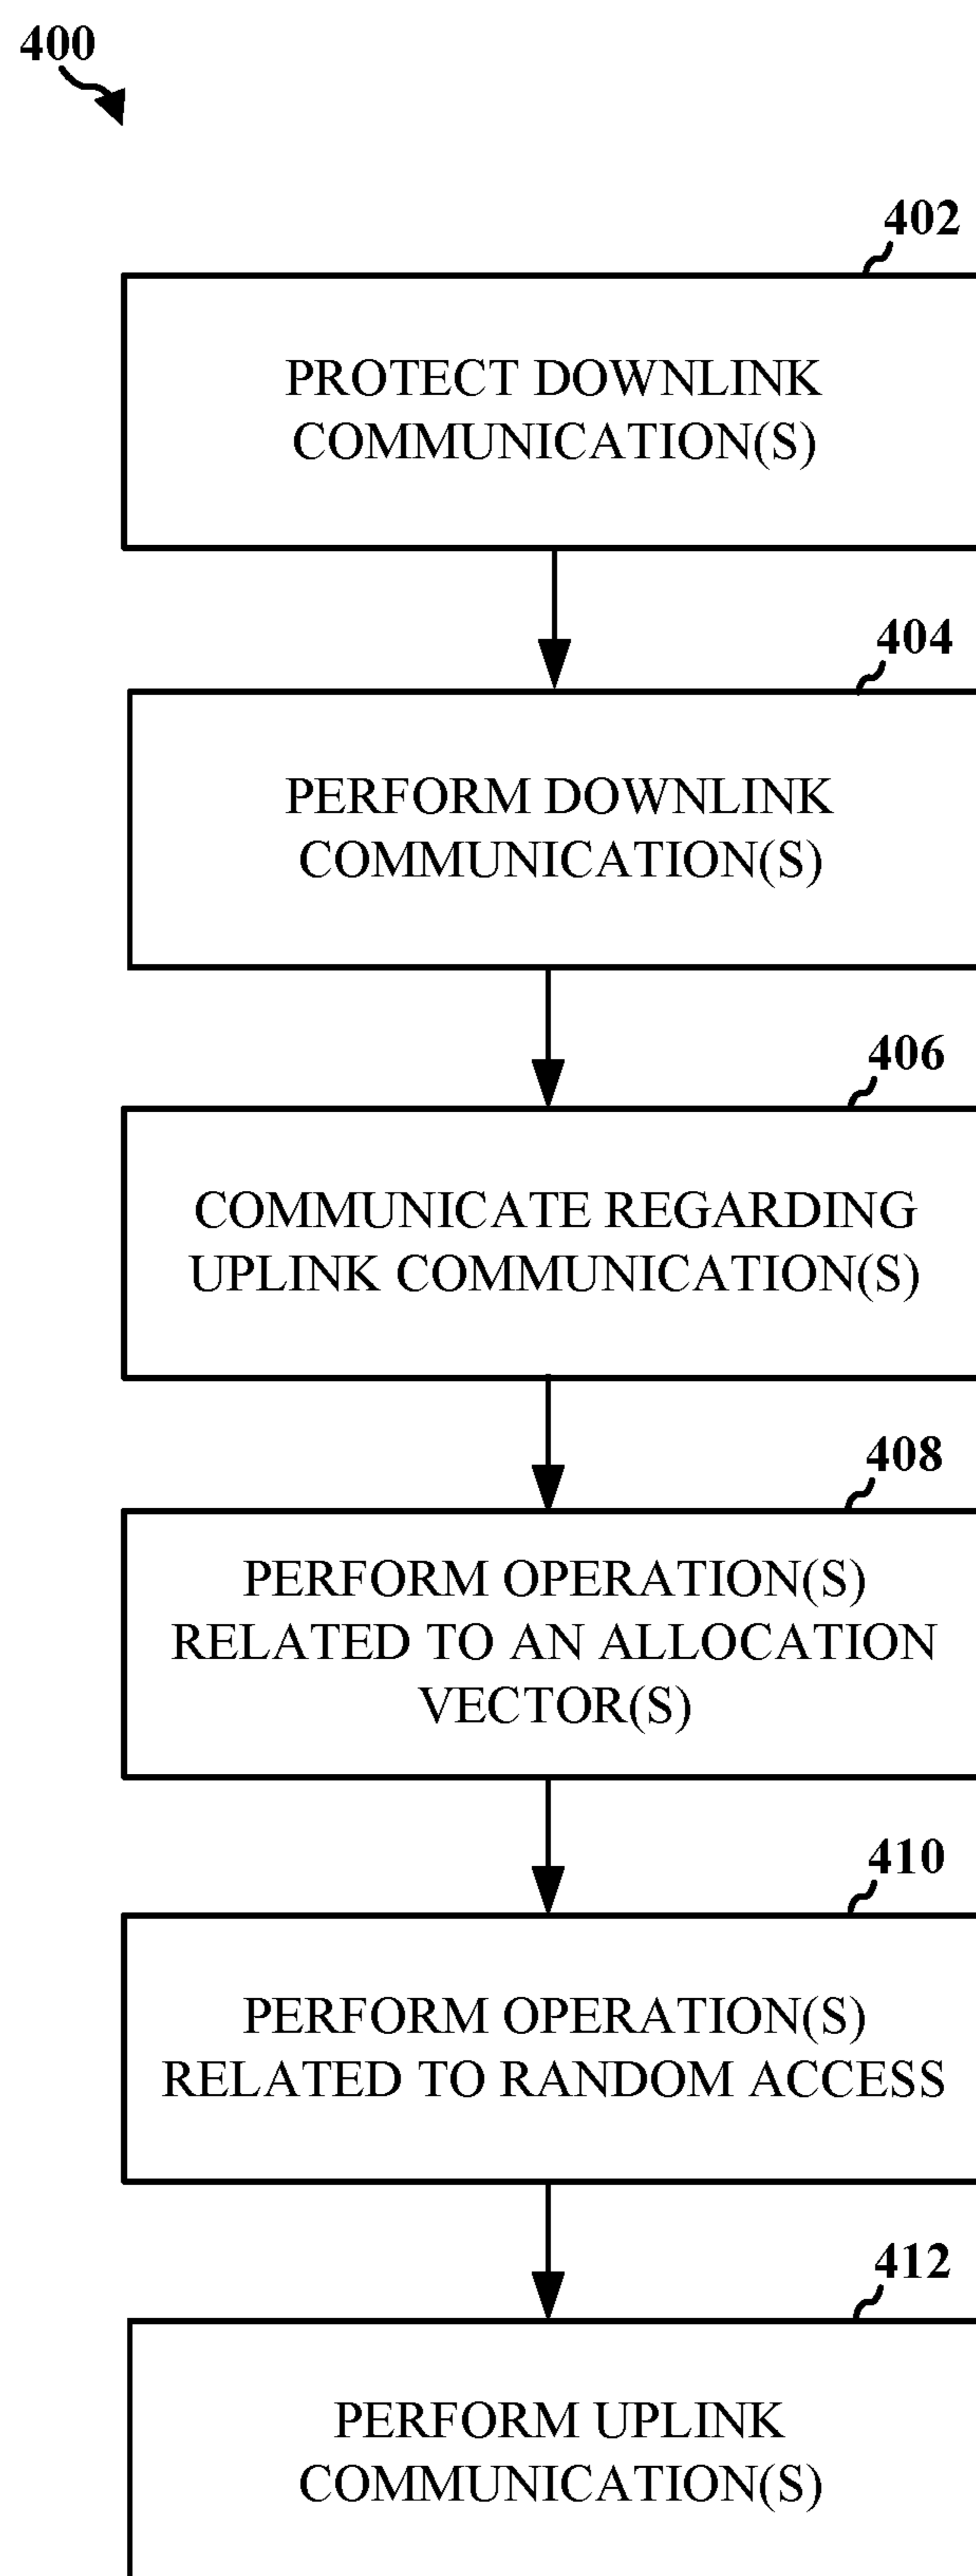 400
402
PROTECT DOWNLINK
COMMUNICATION(S)
404
PERFORM DOWNLINK
COMMUNICATION(S)
406
COMMUNICATE REGARDING
UPLINK COMMUNICATION(S)
408
PERFORM OPERATION(S)
RELATED TO AN ALLOCATION
VECTOR(S)
410
PERFORM OPERATION(S)
RELATED TO RANDOM ACCESS
412
PERFORM UPLINK
COMMUNICATION(S)